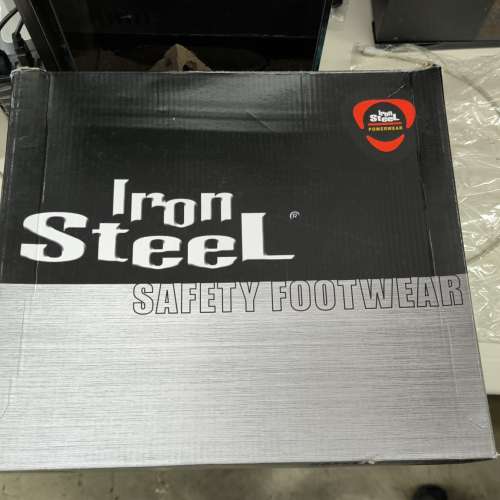 Iron
SteeL
POWERWEAR
Iron
SteeL®
SAFETY FOOTWEAR